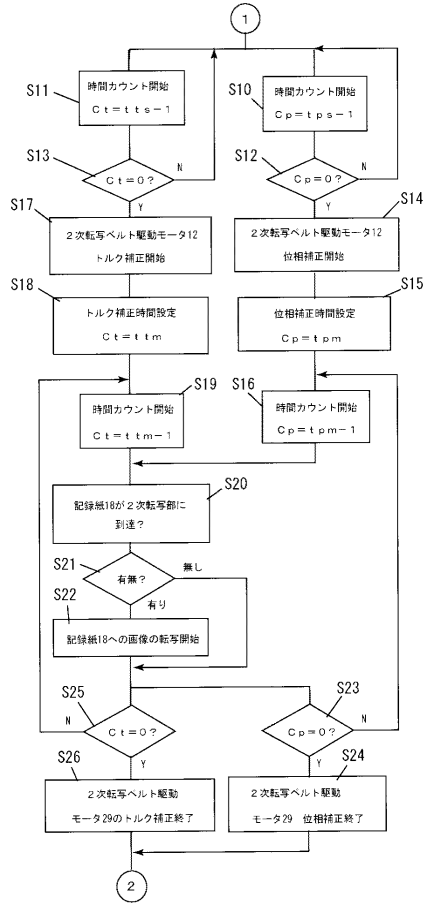 1
S11
時間カウント開始
Ct=tts-1
S10
時間カウント開始
Cp=tps-1
S13
Ct=0?
N
Y
S12
Cp=0?
N
Y
S17
2次転写ベルト駆動モータ12
トルク補正開始
S14
2次転写ベルト駆動モータ12
位相補正開始
S18
トルク補正時間設定
Ct=ttm
S15
位相補正時間設定
Cp=tpm
S19
時間カウント開始
Ct=ttm-1
S16
時間カウント開始
Cp=tpm-1
S20
記録紙18が2次転写部に
到達?
S21
有無?
無し
有り
S22
記録紙18への画像の転写開始
S25
Ct=0?
N
Y
S23
Cp=0?
N
Y
S26
2次転写ベルト駆動
モータ29のトルク補正終了
S24
2次転写ベルト駆動
モータ29 位相補正終了
2